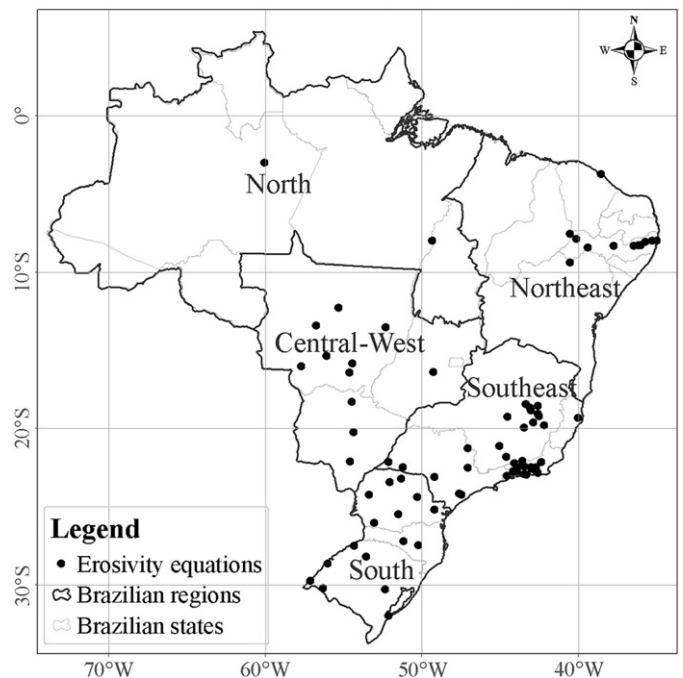 N
W E
S
0°
North
Northeast
10°S
Central-West
Southeast
20°S
South
30°S
Legend
Erosivity equations
Brazilian regions
Brazilian states
70°W 60°W 50°W 40°W